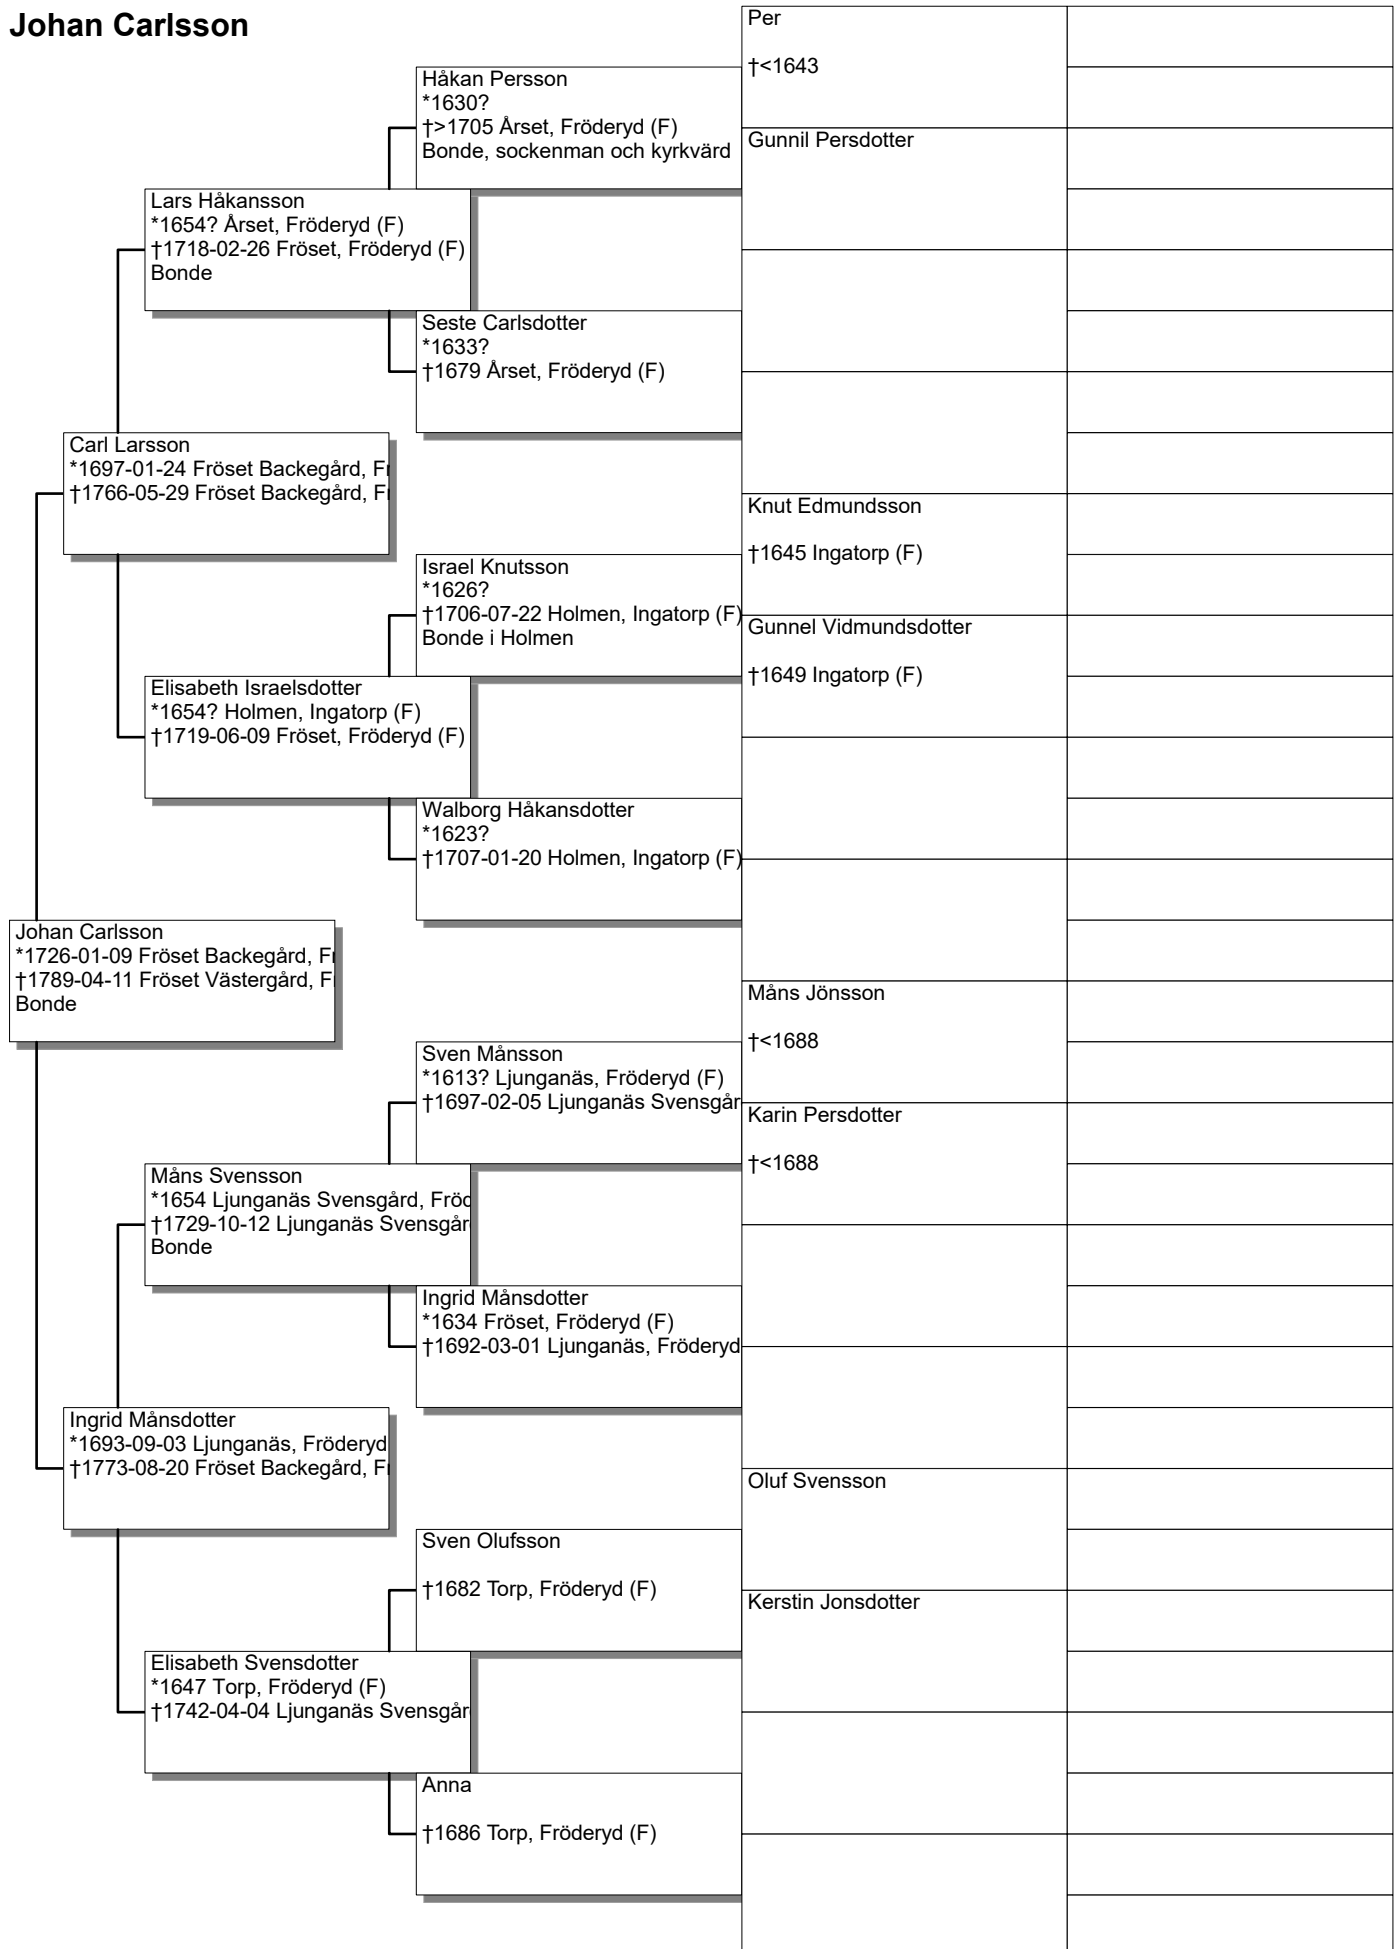 Johan Carlsson
Per
†<1643
Håkan Persson
*1630?
†>1705 Årset, Fröderyd (F)
Bonde, sockenman och kyrkvärd
Gunnil Persdotter
Lars Håkansson
*1654? Årset, Fröderyd (F)
†1718-02-26 Fröset, Fröderyd (F)
Bonde
Seste Carlsdotter
*1633?
†1679 Årset, Fröderyd (F)
Carl Larsson
*1697-01-24 Fröset Backegård, Fr
†1766-05-29 Fröset Backegård, Fr
Knut Edmundsson
†1645 Ingatorp (F)
Israel Knutsson
*1626?
†1706-07-22 Holmen, Ingatorp (F)
Bonde i Holmen
Gunnel Vidmundsdotter
†1649 Ingatorp (F)
Elisabeth Israelsdotter
*1654? Holmen, Ingatorp (F)
†1719-06-09 Fröset, Fröderyd (F)
Walborg Håkansdotter
*1623?
†1707-01-20 Holmen, Ingatorp (F)
Johan Carlsson
*1726-01-09 Fröset Backegård, Fr
†1789-04-11 Fröset Västergård, Fr
Bonde
Måns Jönsson
†<1688
Sven Månsson
*1613? Ljunganäs, Fröderyd (F)
†1697-02-05 Ljunganäs Svensgår
Karin Persdotter
†<1688
Måns Svensson
*1654 Ljunganäs Svensgård, Fröd
†1729-10-12 Ljunganäs Svensgård
Bonde
Ingrid Månsdotter
*1634 Fröset, Fröderyd (F)
†1692-03-01 Ljunganäs, Fröderyd
Ingrid Månsdotter
*1693-09-03 Ljunganäs, Fröderyd
†1773-08-20 Fröset Backegård, Fr
Oluf Svensson
Sven Olufsson
†1682 Torp, Fröderyd (F)
Kerstin Jonsdotter
Elisabeth Svensdotter
*1647 Torp, Fröderyd (F)
†1742-04-04 Ljunganäs Svensgård
Anna
†1686 Torp, Fröderyd (F)